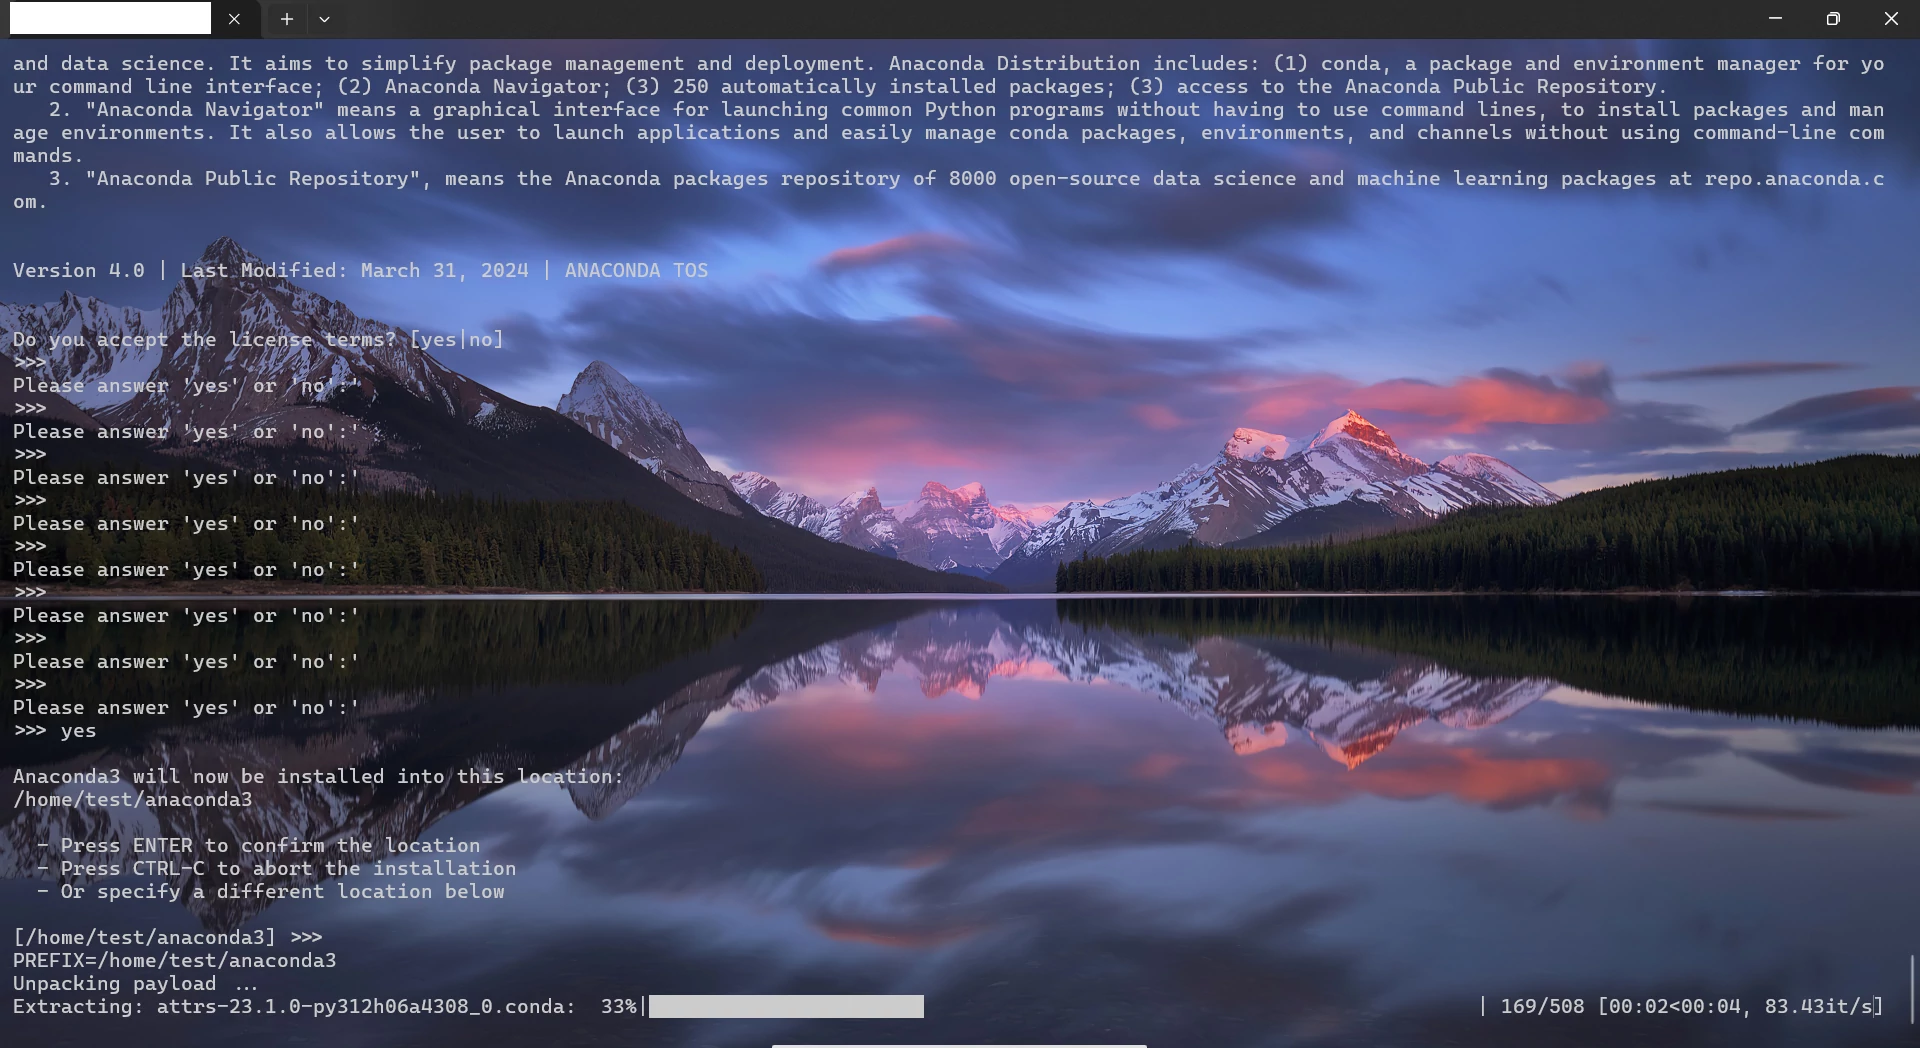 and data science. It aims to simplify package management and deployment. Anaconda Distribution includes: (1) conda, a package and environment manager for yo
ur command line interface; (2) Anaconda Navigator; (3) 250 automatically installed packages; (3) access to the Anaconda Public Repository.
   2. "Anaconda Navigator" means a graphical interface for launching common Python programs without having to use command lines, to install packages and man
age environments. It also allows the user to launch applications and easily manage conda packages, environments, and channels without using command-line com
mands.
   3. "Anaconda Public Repository", means the Anaconda packages repository of 8000 open-source data science and machine learning packages at repo.anaconda.c
om.
Version 4.0 | Last Modified: March 31, 2024 | ANACONDA TOS
Do you accept the license terms? [yes|no]
>>>
Please answer 'yes' or 'no':'
>>>
Please answer 'yes' or 'no':'
>>>
Please answer 'yes' or 'no':'
>>>
Please answer 'yes' or 'no':'
>>>
Please answer 'yes' or 'no':'
>>>
Please answer 'yes' or 'no':'
>>>
Please answer 'yes' or 'no':'
>>>
Please answer 'yes' or 'no':'
>>> yes
Anaconda3 will now be installed into this location:
/home/test/anaconda3
  - Press ENTER to confirm the location
  - Press CTRL-C to abort the installation
  - Or specify a different location below
[/home/test/anaconda3] >>>
PREFIX=/home/test/anaconda3
Unpacking payload ...
Extracting: attrs-23.1.0-py312h06a4308_0.conda:  33%| | 169/508 [00:02<00:04, 83.43it/s]